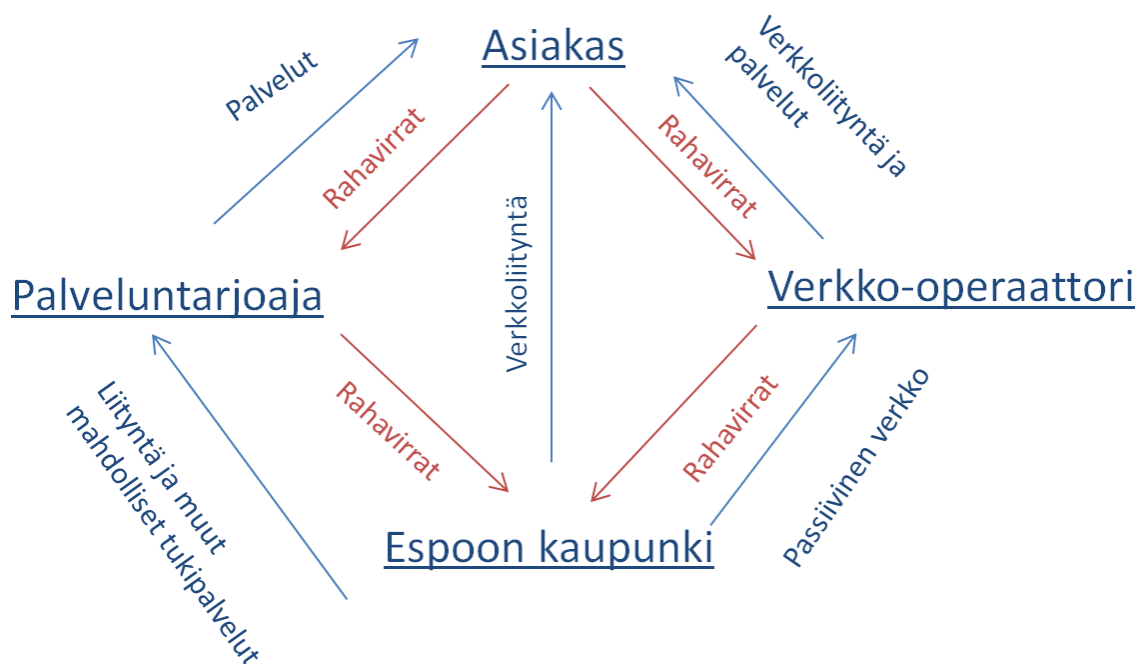 Asiakas
Palvelut
Verkkoliityntä ja
palvelut
Rahavirrat
Rahavirrat
Verkkoliityntä
Palveluntarjoaja
Verkko-operaattori
Rahavirrat
Rahavirrat
Liityntä ja muut
mahdolliset tukipalvelut
Passiivinen verkko
Espoon kaupunki